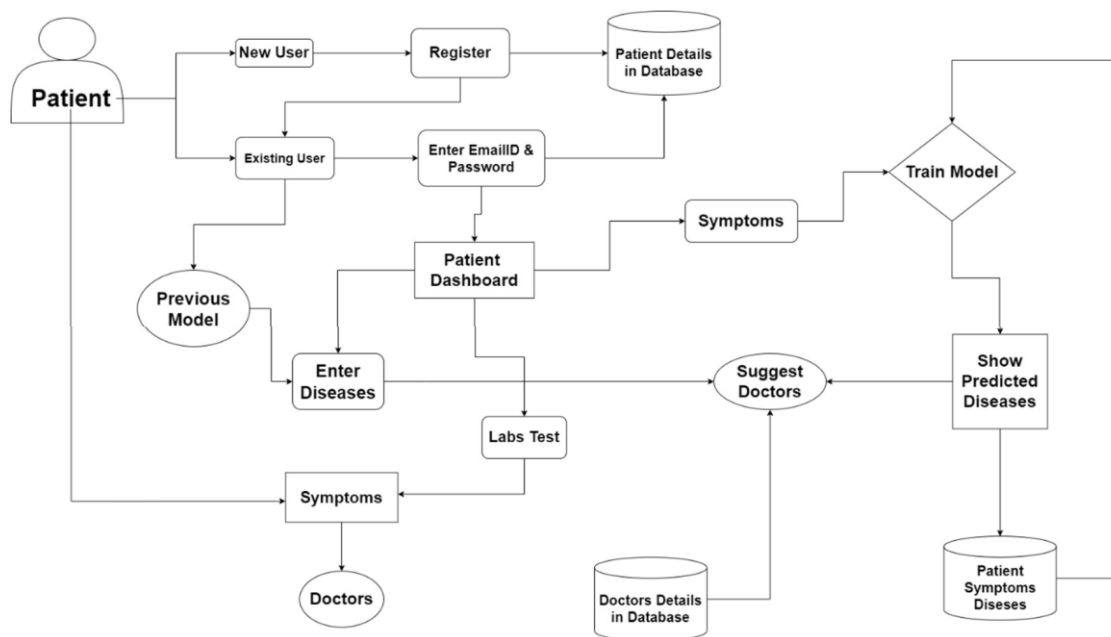 Patient
New User
Register
Patient Details
in Database
Existing User
Enter EmailID &
Password
Train Model
Symptoms
Patient
Dashboard
Previous
Model
Enter
Diseases
Suggest
Doctors
Show
Predicted
Diseases
Labs Test
Symptoms
Doctors
Doctors Details
in Database
Patient
Symptoms
Diseses